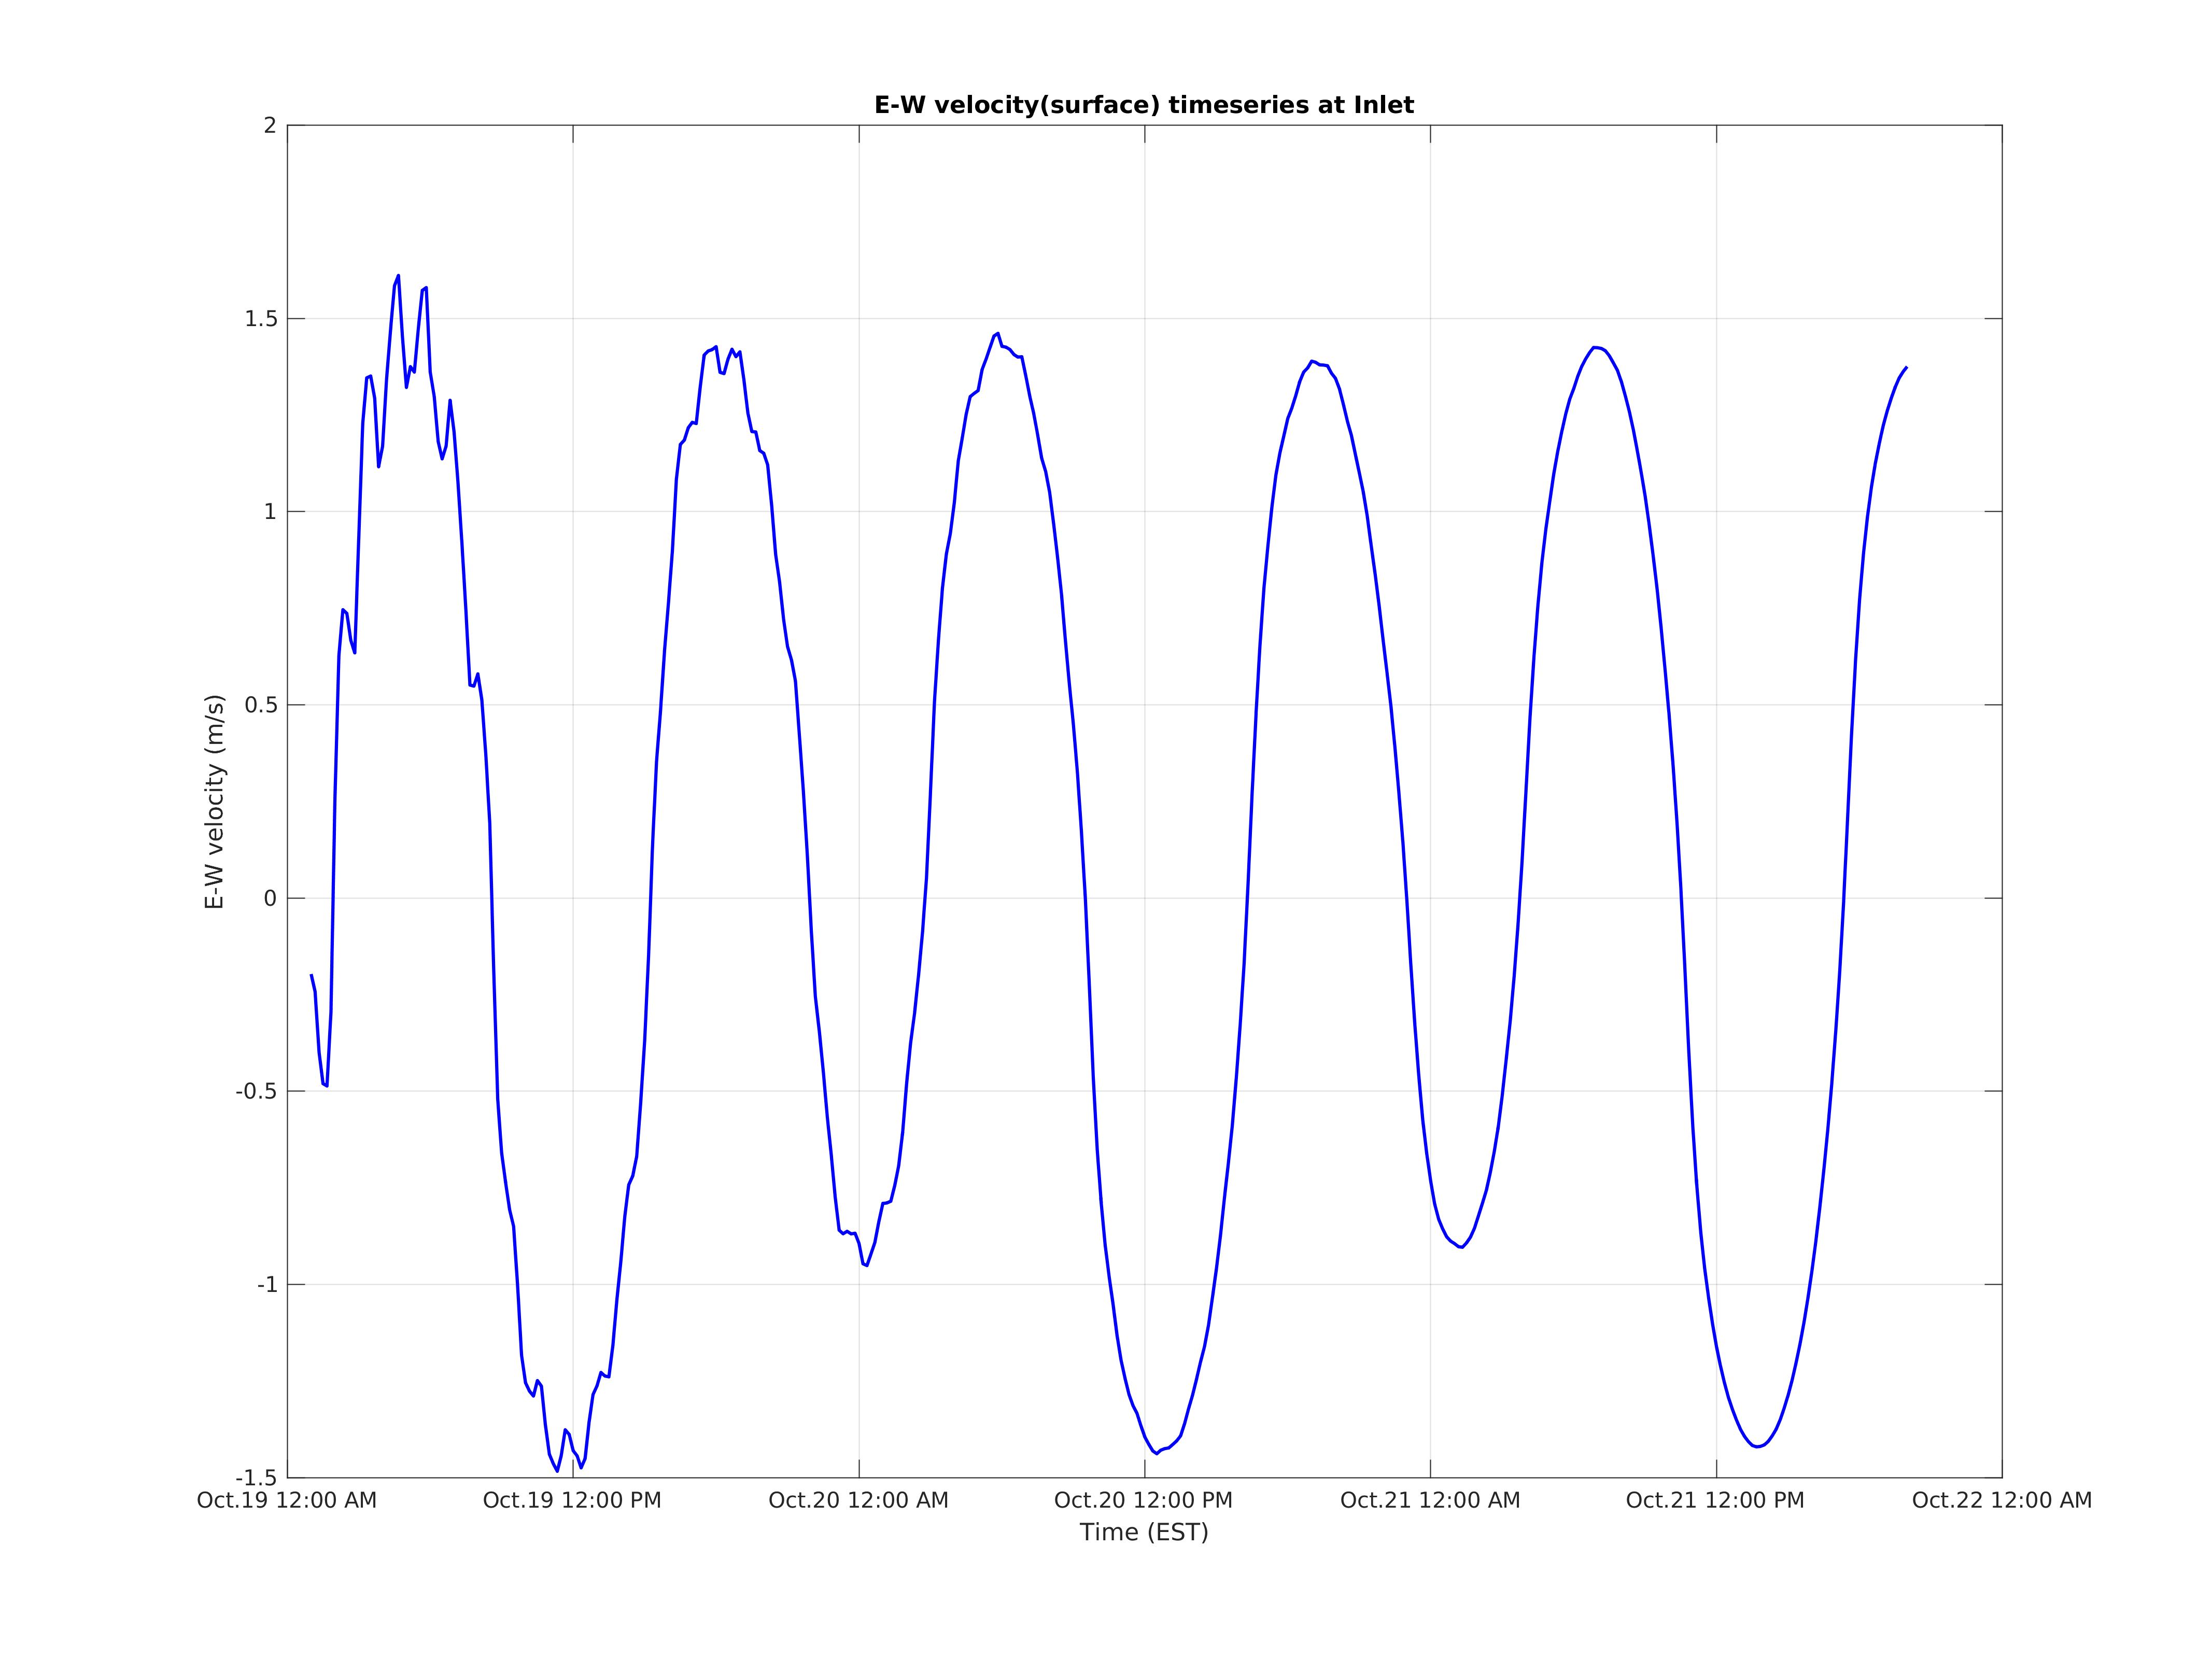 E-W velocity(surface) timeseries at Inlet
2
1.5
1
0.5
0
-0.5
-1
-1.5
E-W velocity (m/s)
Oct.19 12:00 AM Oct.19 12:00 PM Oct.20 12:00 AM Oct.20 12:00 PM Oct.21 12:00 AM Oct.21 12:00 PM Oct.22 12:00 AM
Time (EST)